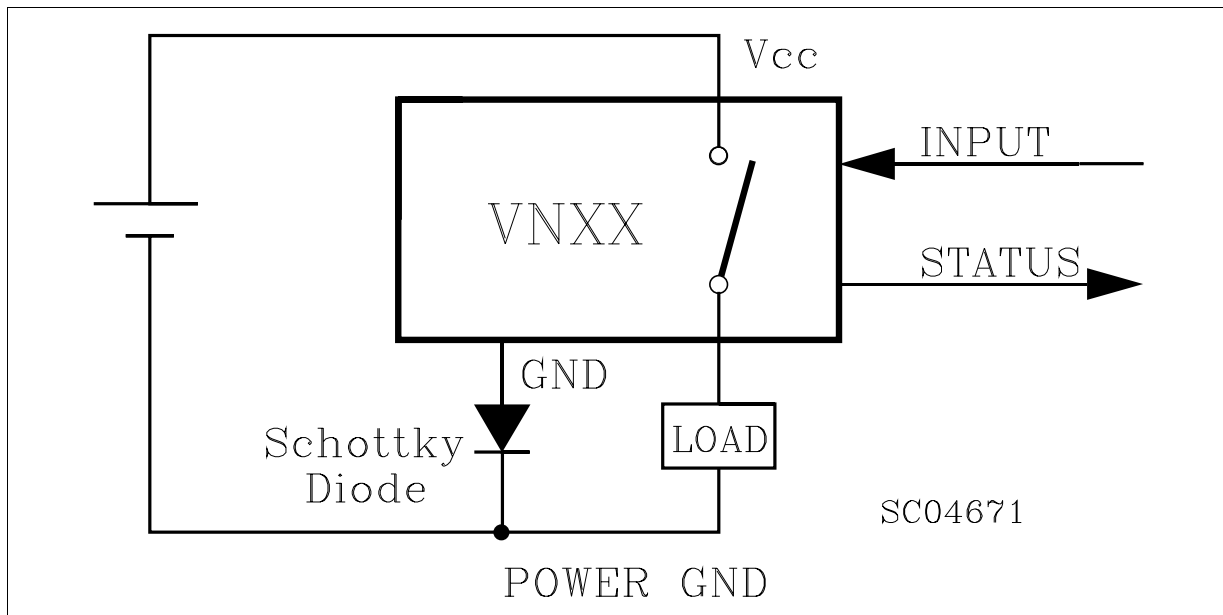 Vcc
INPUT
VNXX
STATUS
GND
Schottky
Diode
LOAD
SC04671
POWER GND